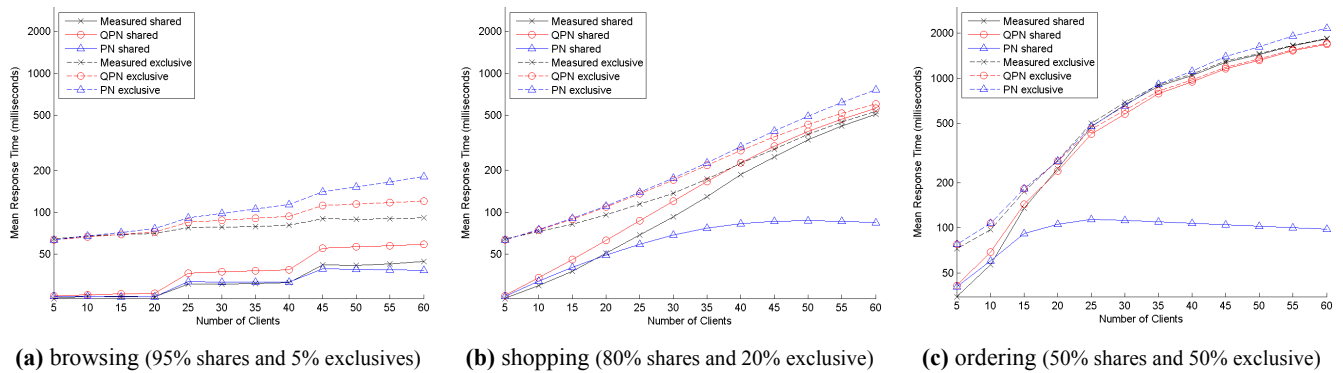 Mean Response Time (milliseconds)
2000
1000
500
200
100
50
Measured shared
QPN shared
PN shared
Measured exclusive
QPN exclusive
PN exclusive
5 10 15 20 25 30 35 40 45 50 55 60
Number of Clients
(a) browsing (95% shares and 5% exclusives)
Mean Response Time (milliseconds)
2000
1000
500
200
100
50
Measured shared
QPN shared
PN shared
Measured exclusive
QPN exclusive
PN exclusive
5 10 15 20 25 30 35 40 45 50 55 60
Number of Clients
(b) shopping (80% shares and 20% exclusive)
Mean Response Time (milliseconds)
2000
1000
500
200
100
50
Measured shared
QPN shared
PN shared
Measured exclusive
QPN exclusive
PN exclusive
5 10 15 20 25 30 35 40 45 50 55 60
Number of Clients
(c) ordering (50% shares and 50% exclusive)